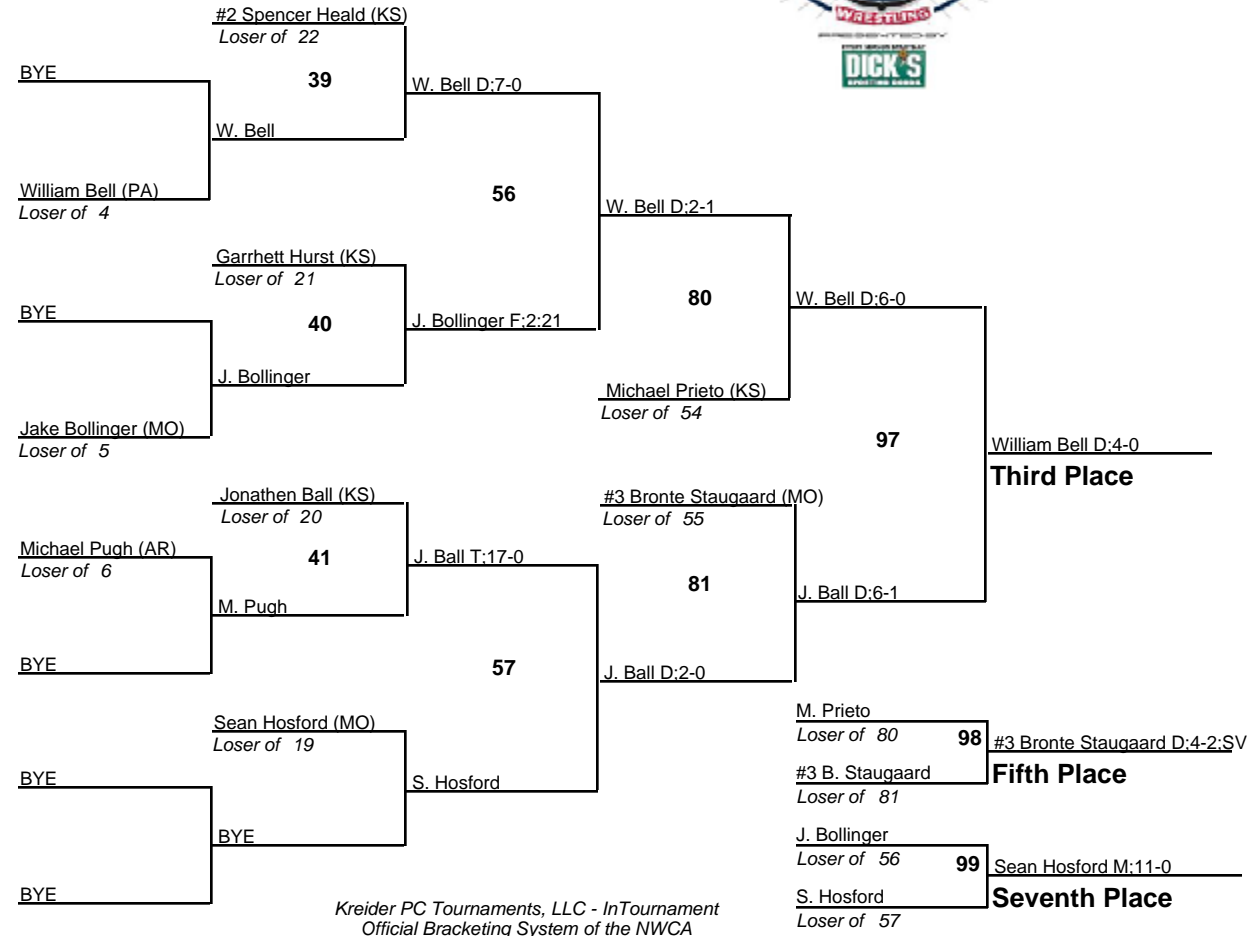 #2 Spencer Heald (KS)
Loser of 22
WRESTLING
PRESENTED BY
DICK'S
SPORTING GOODS
BYE
39
W. Bell D;7-0
W. Bell
William Bell (PA)
Loser of 4
56
W. Bell D;2-1
Garrhett Hurst (KS)
Loser of 21
BYE
40
J. Bollinger F;2:21
80
W. Bell D;6-0
J. Bollinger
Michael Prieto (KS)
Loser of 54
Jake Bollinger (MO)
Loser of 5
97
William Bell D;4-0
Third Place
Jonathen Ball (KS)
Loser of 20
#3 Bronte Staugaard (MO)
Loser of 55
Michael Pugh (AR)
Loser of 6
41
J. Ball T;17-0
81
J. Ball D;6-1
M. Pugh
BYE
57
J. Ball D;2-0
Sean Hosford (MO)
Loser of 19
M. Prieto
Loser of 80
98
#3 Bronte Staugaard D;4-2;SV
Fifth Place
#3 B. Staugaard
Loser of 81
BYE
S. Hosford
BYE
J. Bollinger
Loser of 56
99
Sean Hosford M;11-0
Seventh Place
S. Hosford
Loser of 57
BYE
Kreider PC Tournaments, LLC - InTournament
Official Bracketing System of the NWCA